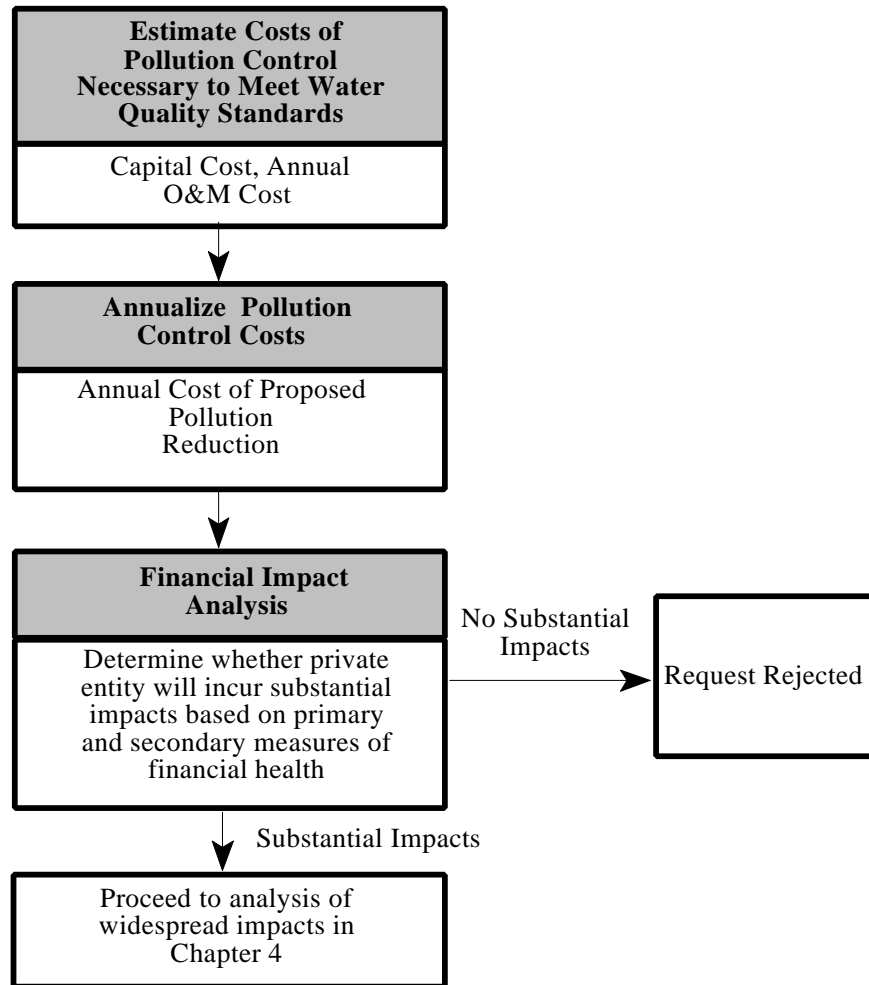 Estimate Costs of
Pollution Control
Necessary to Meet Water
Quality Standards
Capital Cost, Annual
O&M Cost
Annualize Pollution
Control Costs
Annual Cost of Proposed
Pollution
Reduction
Financial Impact
Analysis
Determine whether private
entity will incur substantial
impacts based on primary
and secondary measures of
financial health
No Substantial
Impacts
Request Rejected
Substantial Impacts
Proceed to analysis of
widespread impacts in
Chapter 4